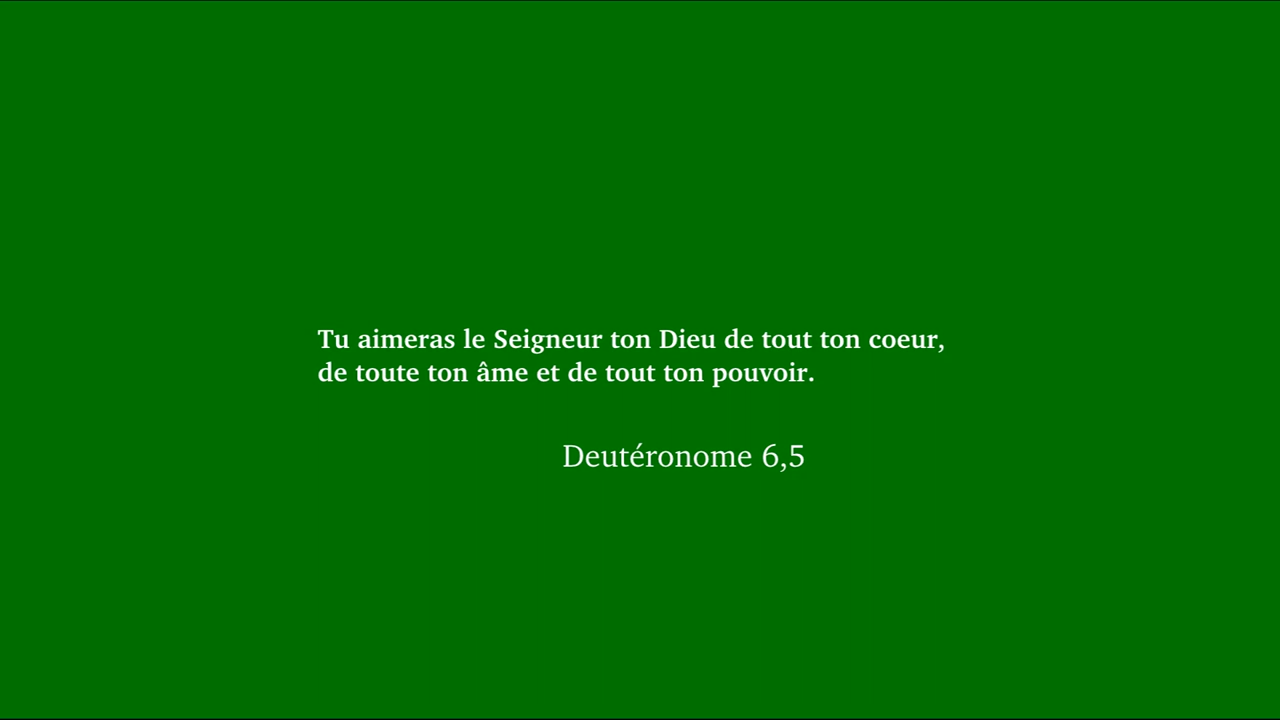 Tu aimeras le Seigneur ton Dieu de tout ton coeur,
de toute ton âme et de tout ton pouvoir.
Deutéronome 6,5